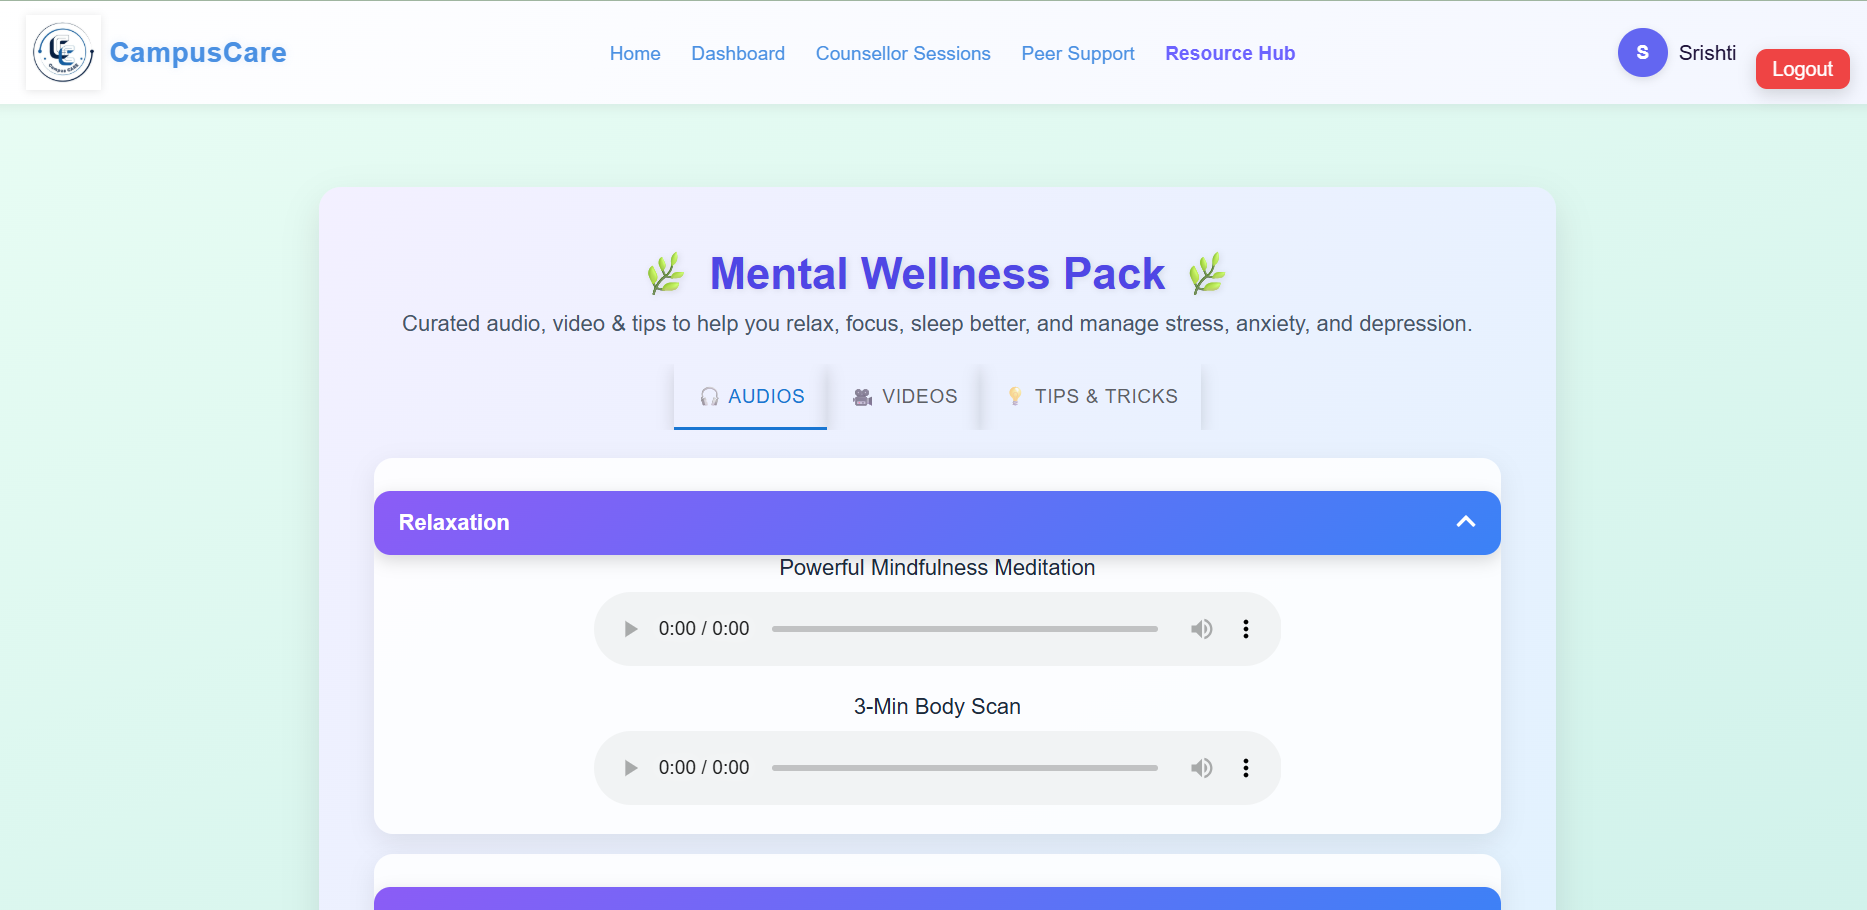 CampusCare
Home
Dashboard
Counsellor Sessions
Peer Support
Resource Hub
S
Srishti
Logout
Mental Wellness Pack
Curated audio, video & tips to help you relax, focus, sleep better, and manage stress, anxiety, and depression.
AUDIOS
VIDEOS
TIPS & TRICKS
Relaxation
Powerful Mindfulness Meditation
0:00 / 0:00
3-Min Body Scan
0:00 / 0:00